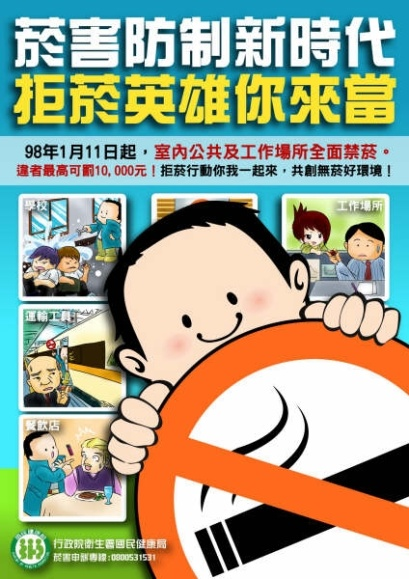 菸害防制新時代
拒菸英雄你來當
98年1月11日起，室內公共及工作場所全面禁菸。
違者最高可罰10,000元！拒菸行動你我一起來，共創無菸好環境！
學校
工作場所
運輸工具
餐飲店
行政院衛生署國民健康局
菸害申訴專線：0800531531